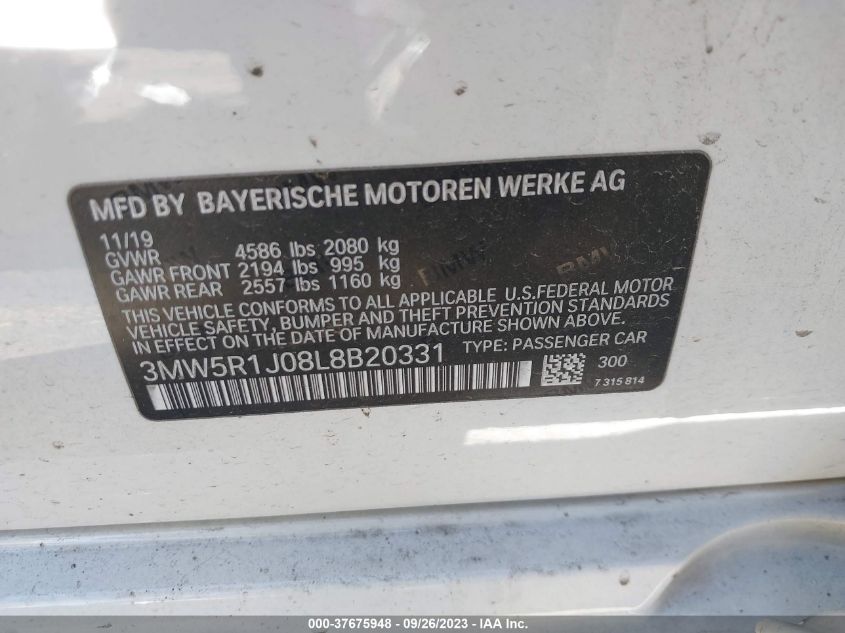 MFD BY BAYERISCHE MOTOREN WERKE AG
11/19
GVWR 4586 lbs 2080 kg
GAWR FRONT 2194 lbs 995 kg
GAWR REAR 2557 lbs 1160 kg
THIS VEHICLE CONFORMS TO ALL APPLICABLE U.S.FEDERAL MOTOR
VEHICLE SAFETY, BUMPER AND THEFT PREVENTION STANDARDS
IN EFFECT ON THE DATE OF MANUFACTURE SHOWN ABOVE.
3MW5R1J08L8B20331 TYPE: PASSENGER CAR
300
7 315 814
000-37675948 - 09/26/2023 - IAAI.com